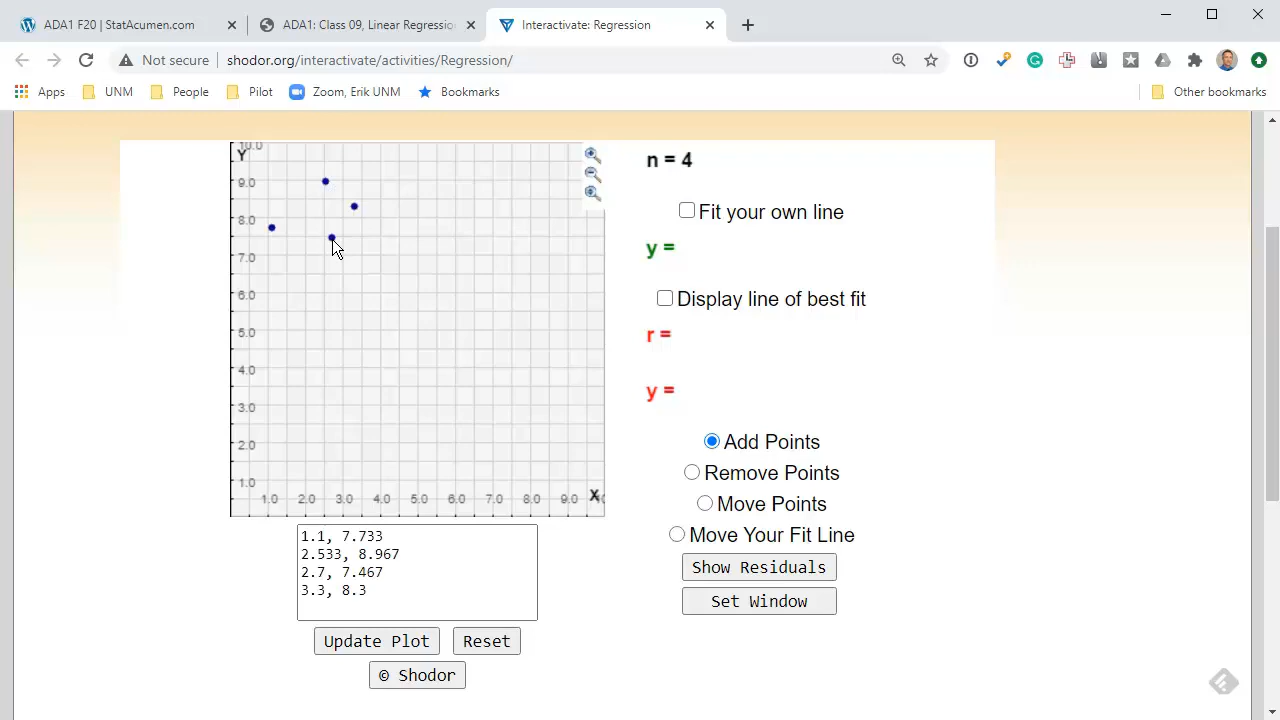 ADA1 F20 | StatAcumen.com
ADA1: Class 09, Linear Regressio
Interactivate: Regression
Not secure
shodor.org/interactivate/activities/Regression/
Apps
UNM
People
Pilot
Zoom, Erik UNM
Bookmarks
Other bookmarks
Y
10.0
9.0
8.0
7.0
6.0
5.0
4.0
3.0
2.0
1.0
1.0 2.0 3.0 4.0 5.0 6.0 7.0 8.0 9.0
X
n = 4
Fit your own line
y =
Display line of best fit
r =
y =
Add Points
Remove Points
Move Points
Move Your Fit Line
Show Residuals
Set Window
1.1, 7.733
2.533, 8.967
2.7, 7.467
3.3, 8.3
Update Plot
Reset
© Shodor